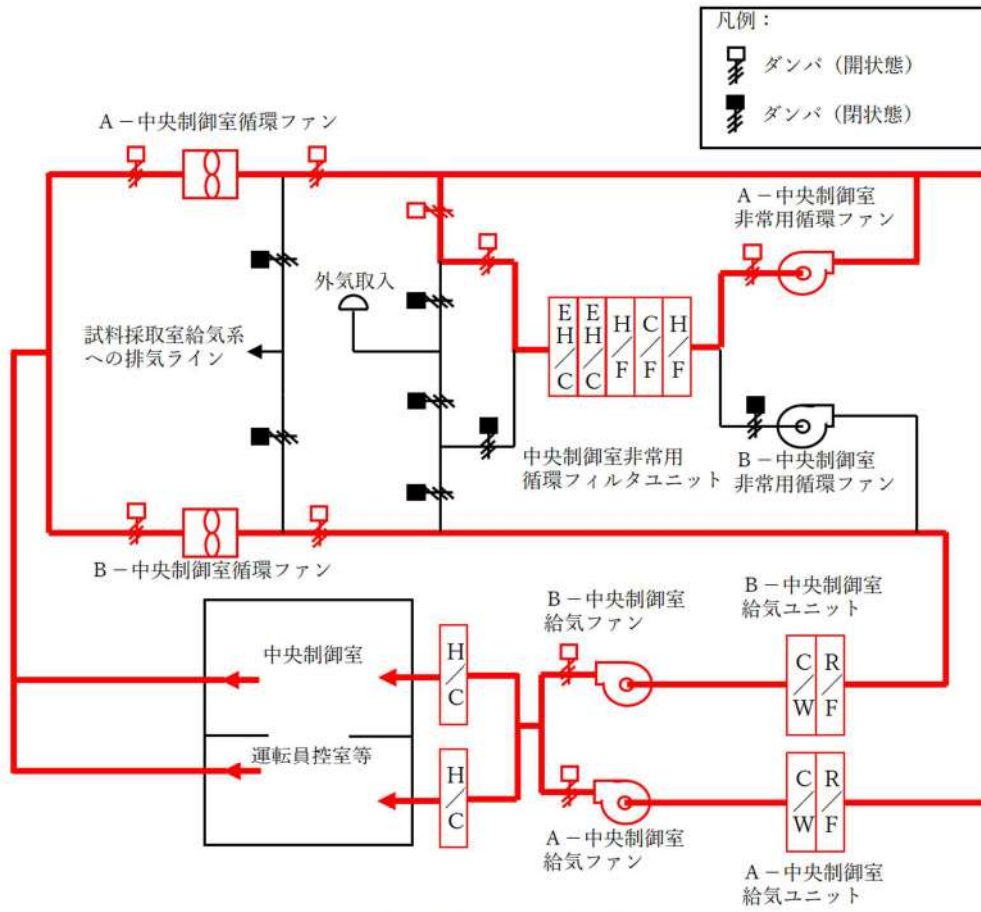 凡例：
ダンパ（開状態）
ダンパ（閉状態）
A－中央制御室循環ファン
A－中央制御室
非常用循環ファン
外気取入
試料採取室給気系
への排気ライン
EH/C
EH/C
H/F
C/F
H/F
中央制御室非常用
循環フィルタユニット
B－中央制御室
非常用循環ファン
B－中央制御室循環ファン
B－中央制御室
給気ファン
B－中央制御室
給気ユニット
中央制御室
H/C
C/W
R/F
運転員控室等
H/C
C/W
R/F
A－中央制御室
給気ファン
A－中央制御室
給気ユニット